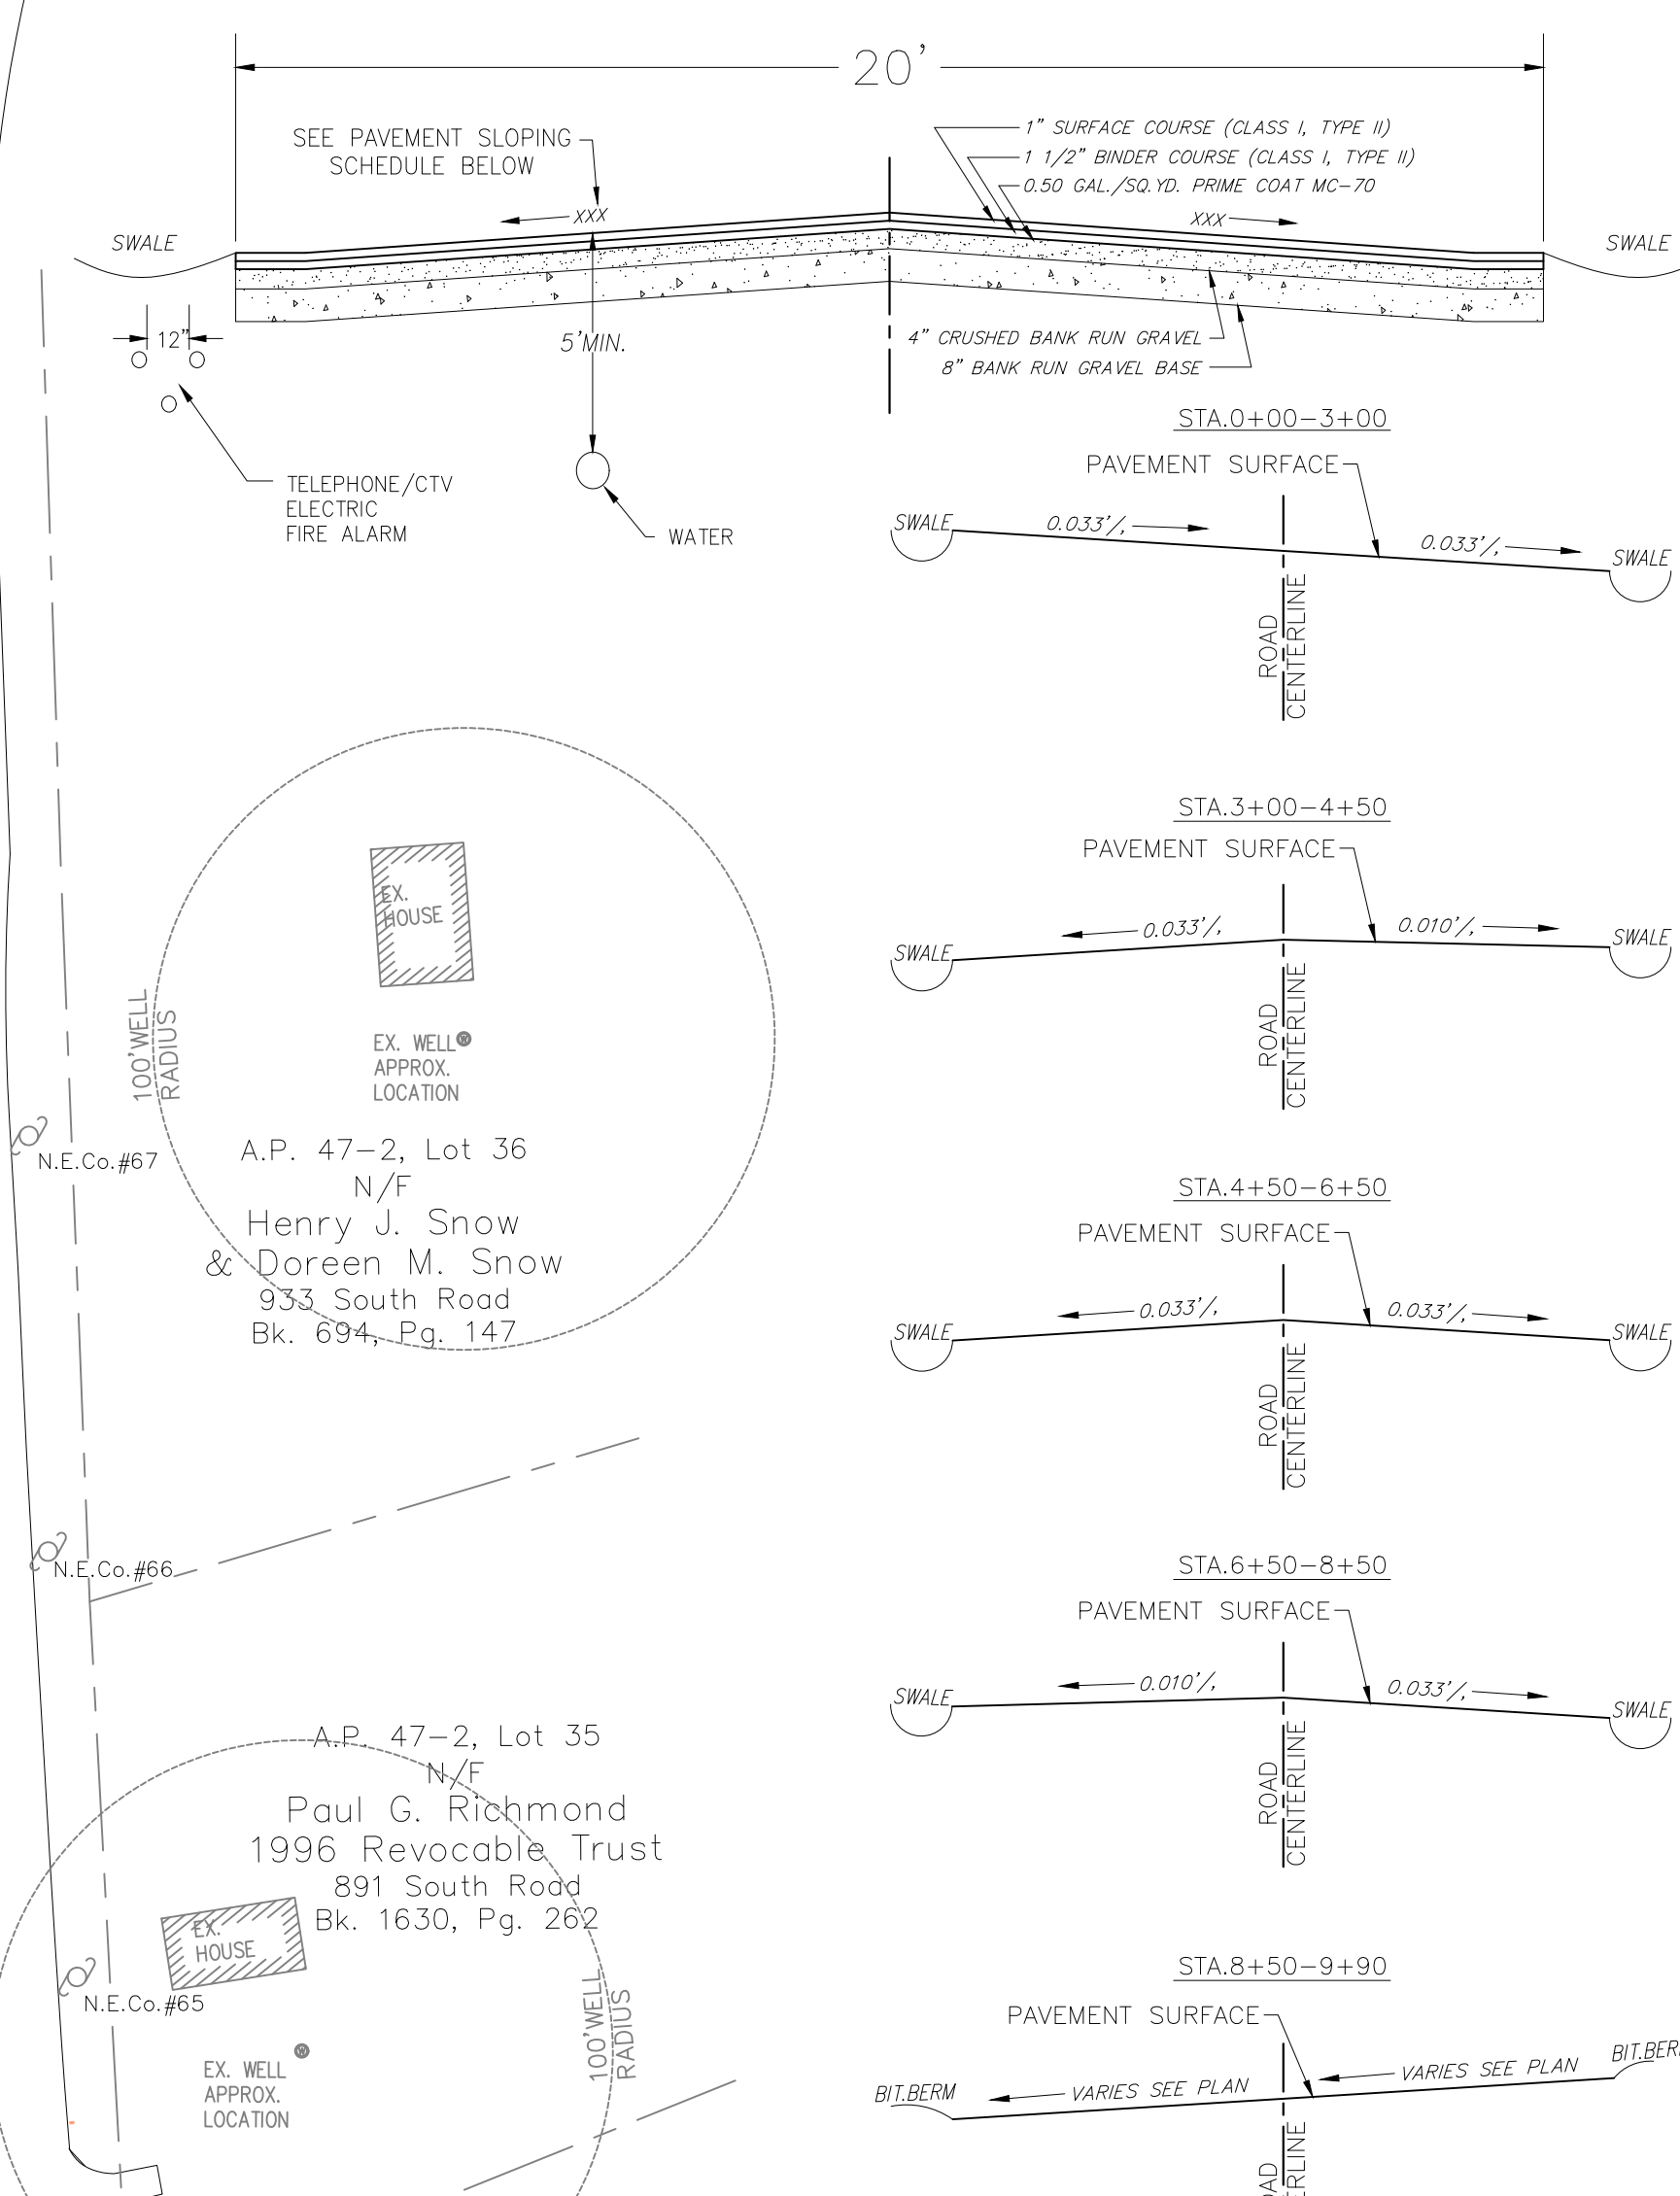 20'
SEE PAVEMENT SLOPING
SCHEDULE BELOW
1" SURFACE COURSE (CLASS I, TYPE II)
1 1/2" BINDER COURSE (CLASS I, TYPE II)
0.50 GAL./SQ.YD. PRIME COAT MC-70
XXX
XXX
SWALE
SWALE
12"
5'MIN.
4" CRUSHED BANK RUN GRAVEL
8" BANK RUN GRAVEL BASE
TELEPHONE/CTV
ELECTRIC
FIRE ALARM
WATER
STA.0+00-3+00
PAVEMENT SURFACE
SWALE
0.033'/,
0.033'/,
SWALE
ROAD
CENTERLINE
STA.3+00-4+50
PAVEMENT SURFACE
SWALE
0.033'/,
0.010'/,
SWALE
ROAD
CENTERLINE
STA.4+50-6+50
PAVEMENT SURFACE
SWALE
0.033'/,
0.033'/,
SWALE
ROAD
CENTERLINE
STA.6+50-8+50
PAVEMENT SURFACE
SWALE
0.010'/,
0.033'/,
SWALE
ROAD
CENTERLINE
STA.8+50-9+90
PAVEMENT SURFACE
BIT.BERM
VARIES SEE PLAN
VARIES SEE PLAN
EX.
HOUSE
100'WELL
RADIUS
EX. WELL W
APPROX.
LOCATION
N.E.Co.#67
A.P. 47-2, Lot 36
N/F
Henry J. Snow
& Doreen M. Snow
933 South Road
Bk. 694, Pg. 147
N.E.Co.#66
A.P. 47-2, Lot 35
N/F
Paul G. Richmond
1996 Revocable Trust
891 South Road
Bk. 1630, Pg. 262
EX.
HOUSE
N.E.Co.#65
100'WELL
RADIUS
EX. WELL W
APPROX.
LOCATION